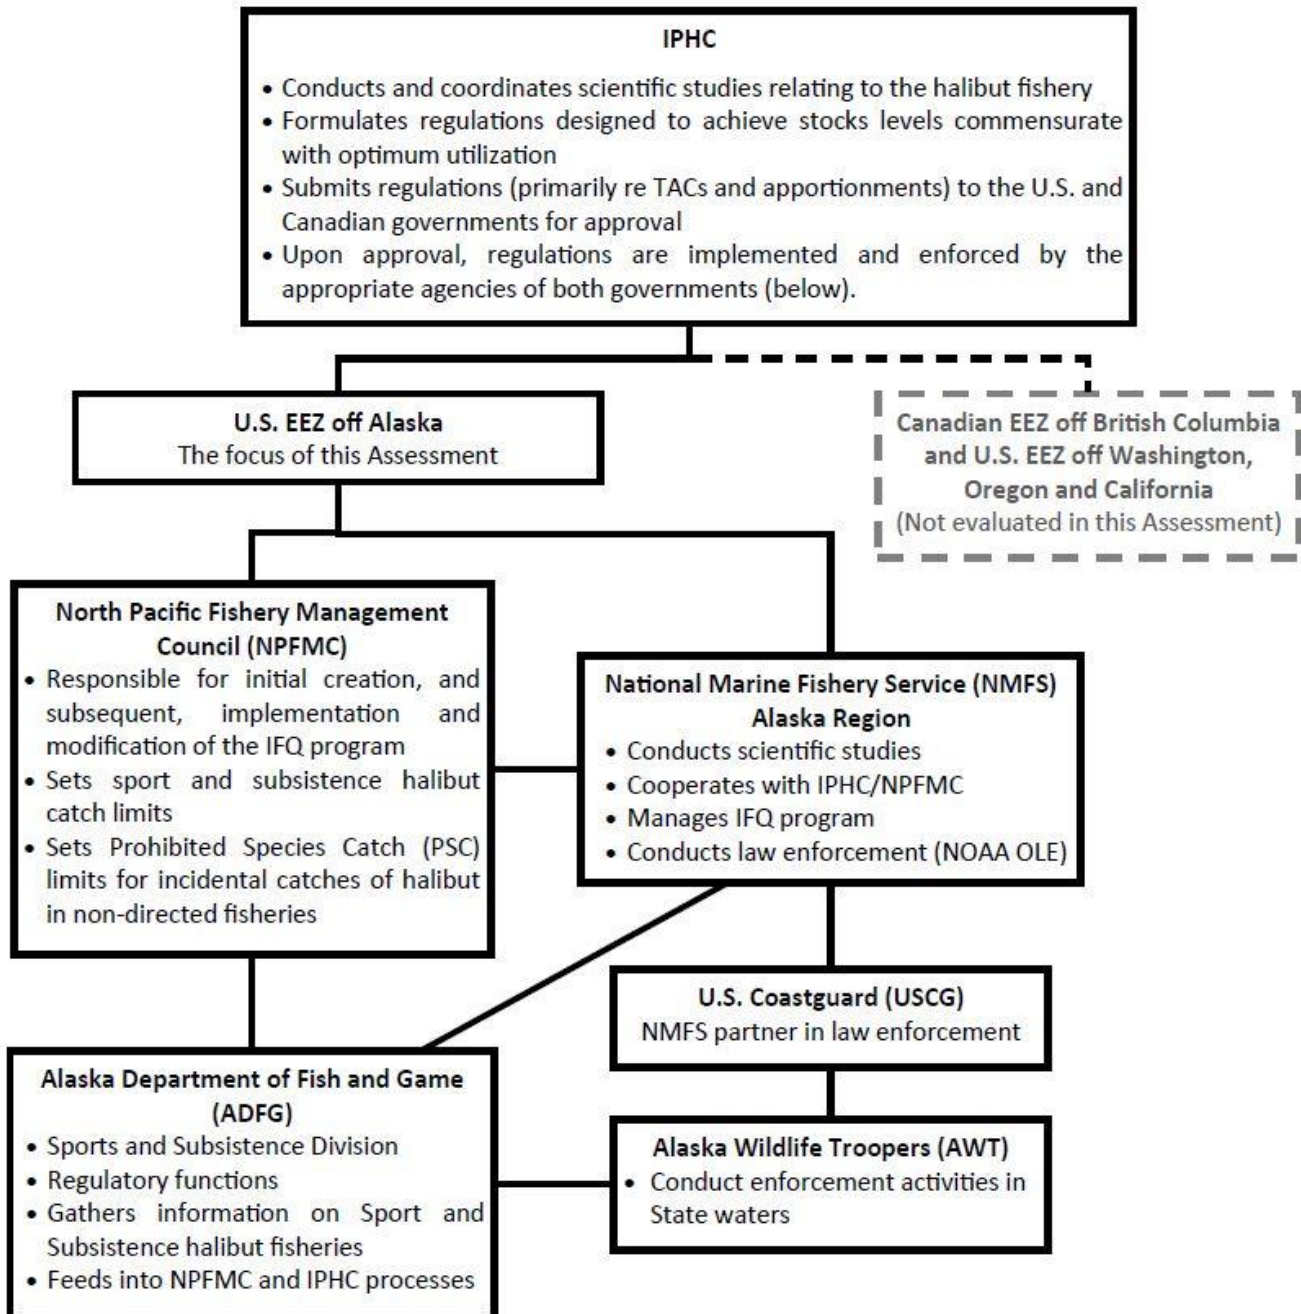 IPHC
• Conducts and coordinates scientific studies relating to the halibut fishery
• Formulates regulations designed to achieve stocks levels commensurate
with optimum utilization
• Submits regulations (primarily re TACs and apportionments) to the U.S. and
Canadian governments for approval
• Upon approval, regulations are implemented and enforced by the
appropriate agencies of both governments (below).
U.S. EEZ off Alaska
The focus of this Assessment
Canadian EEZ off British Columbia
and U.S. EEZ off Washington,
Oregon and California
(Not evaluated in this Assessment)
North Pacific Fishery Management
Council (NPFMC)
• Responsible for initial creation, and
subsequent, implementation and
modification of the IFQ program
• Sets sport and subsistence halibut
catch limits
• Sets Prohibited Species Catch (PSC)
limits for incidental catches of halibut
in non-directed fisheries
National Marine Fishery Service (NMFS)
Alaska Region
• Conducts scientific studies
• Cooperates with IPHC/NPFMC
• Manages IFQ program
• Conducts law enforcement (NOAA OLE)
U.S. Coastguard (USCG)
NMFS partner in law enforcement
Alaska Department of Fish and Game
(ADFG)
• Sports and Subsistence Division
• Regulatory functions
• Gathers information on Sport and
Subsistence halibut fisheries
• Feeds into NPFMC and IPHC processes
Alaska Wildlife Troopers (AWT)
• Conduct enforcement activities in
State waters